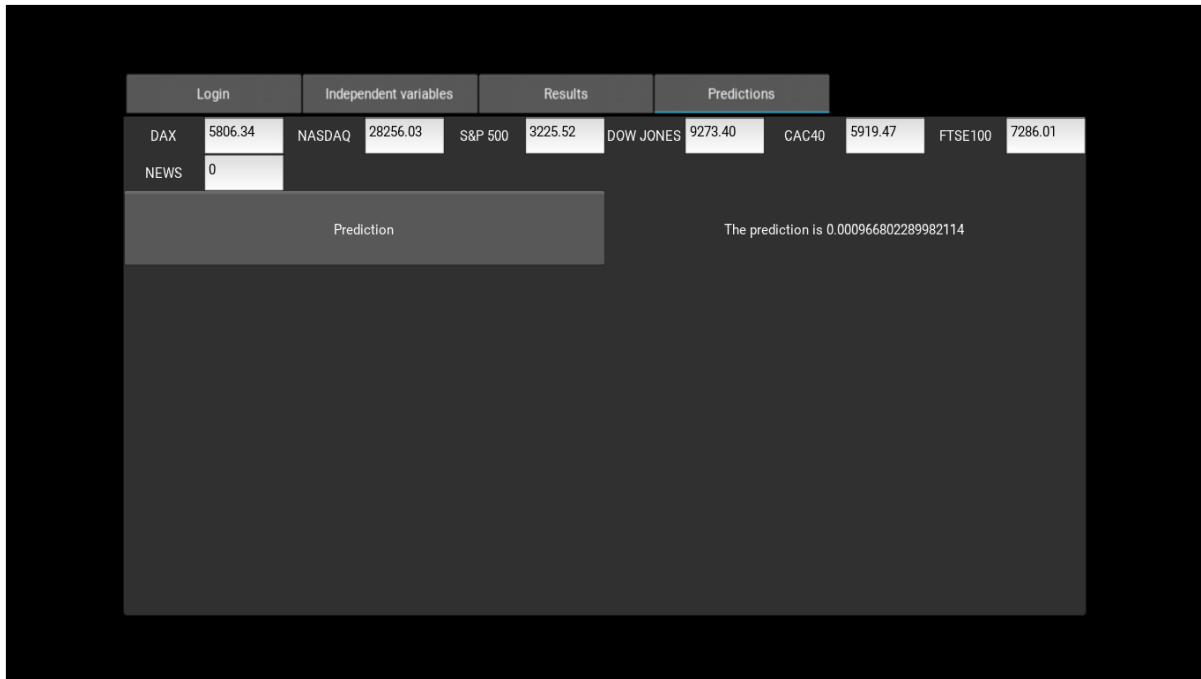 Login Independent variables Results Predictions
DAX 5806.34 NASDAQ 28256.03 S&P 500 3225.52 DOW JONES 9273.40 CAC40 5919.47 FTSE100 7286.01
NEWS 0
Prediction The prediction is 0.000966802289982114